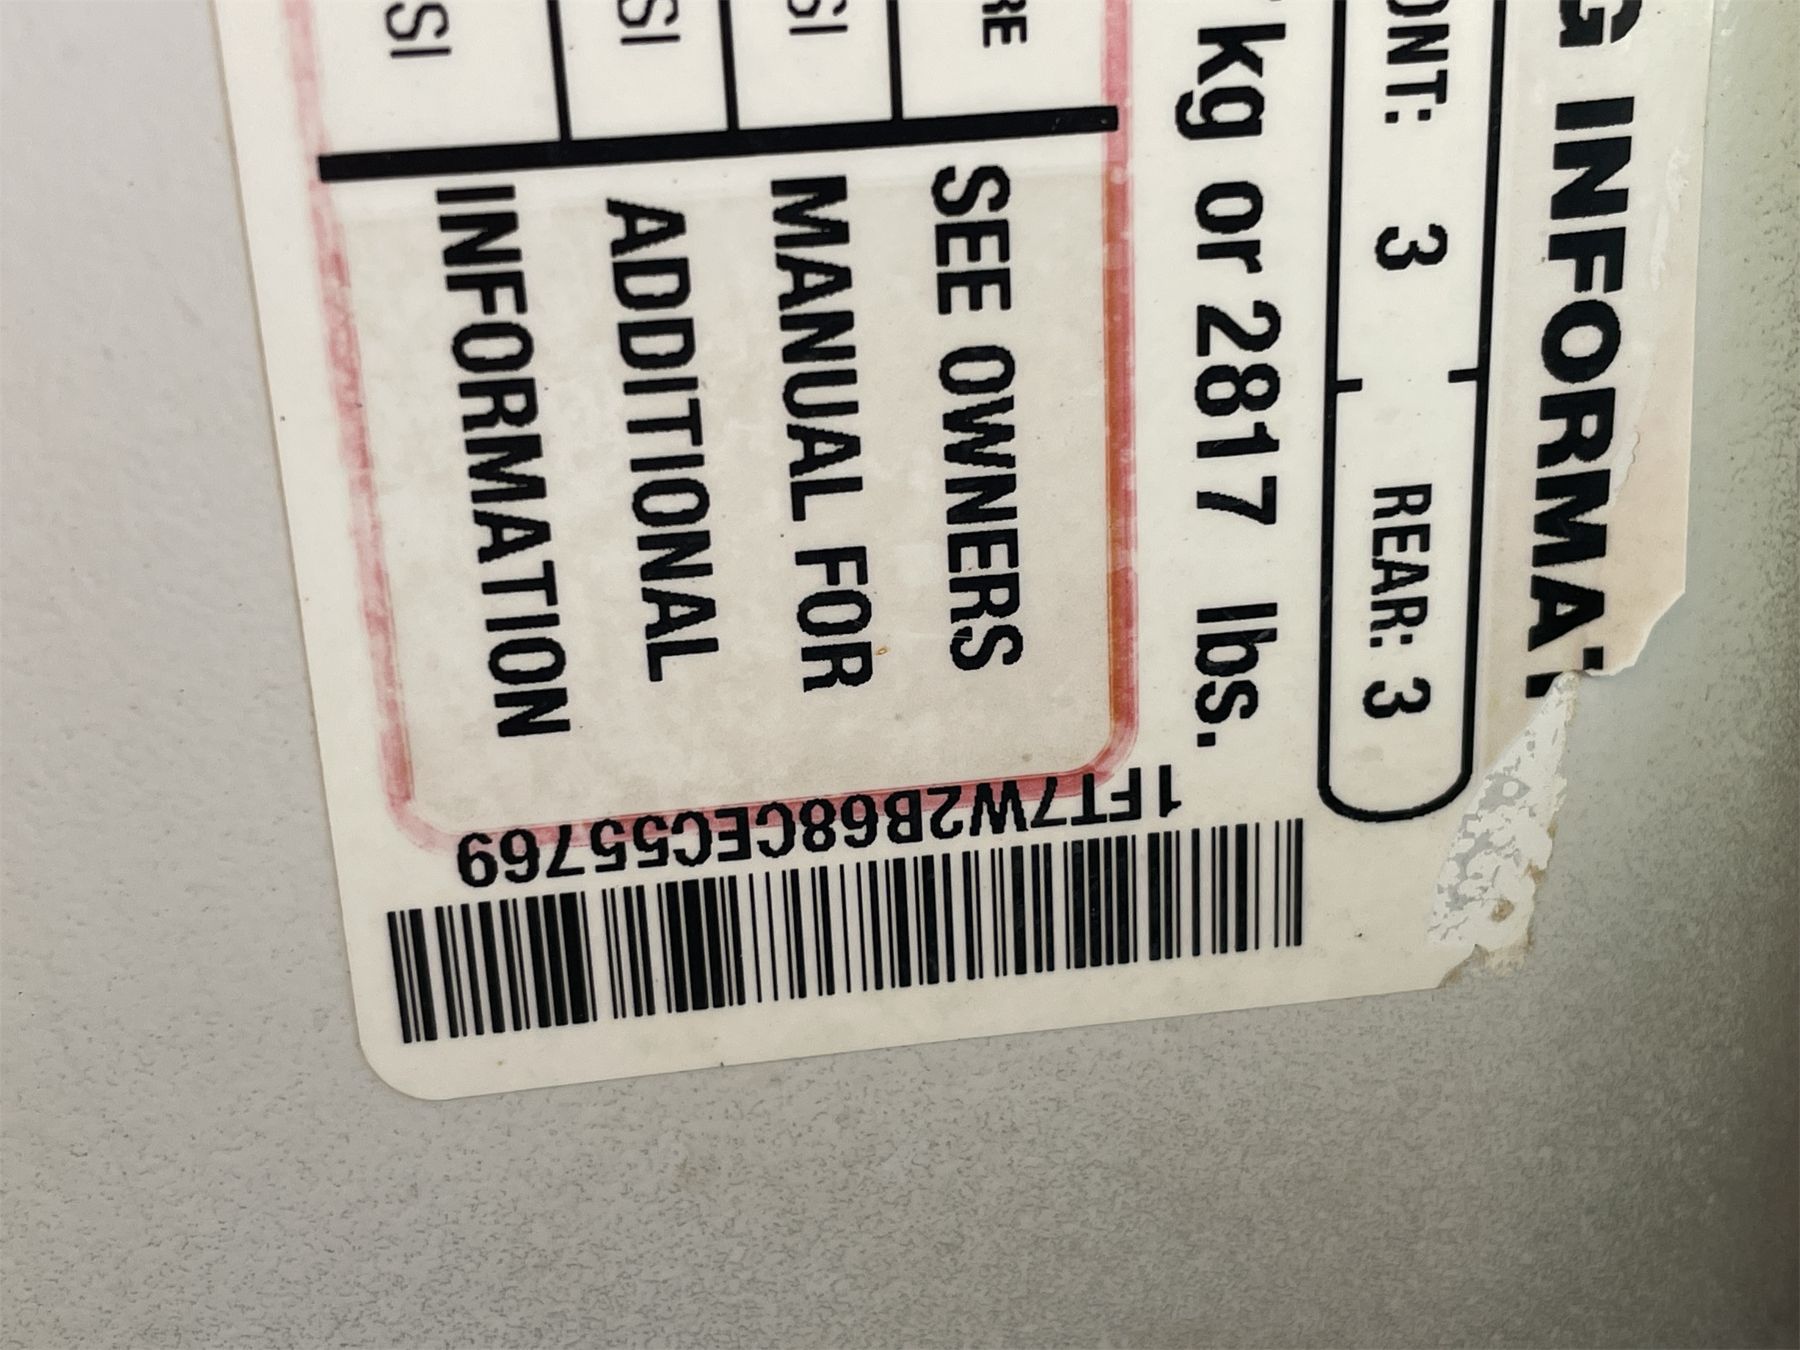 G INFORMAT
ONT: 3 REAR: 3
kg or 2817 lbs.
RE SEE OWNERS
SI MANUAL FOR
SI ADDITIONAL
SI INFORMATION
1FT7W2B68CEC55769